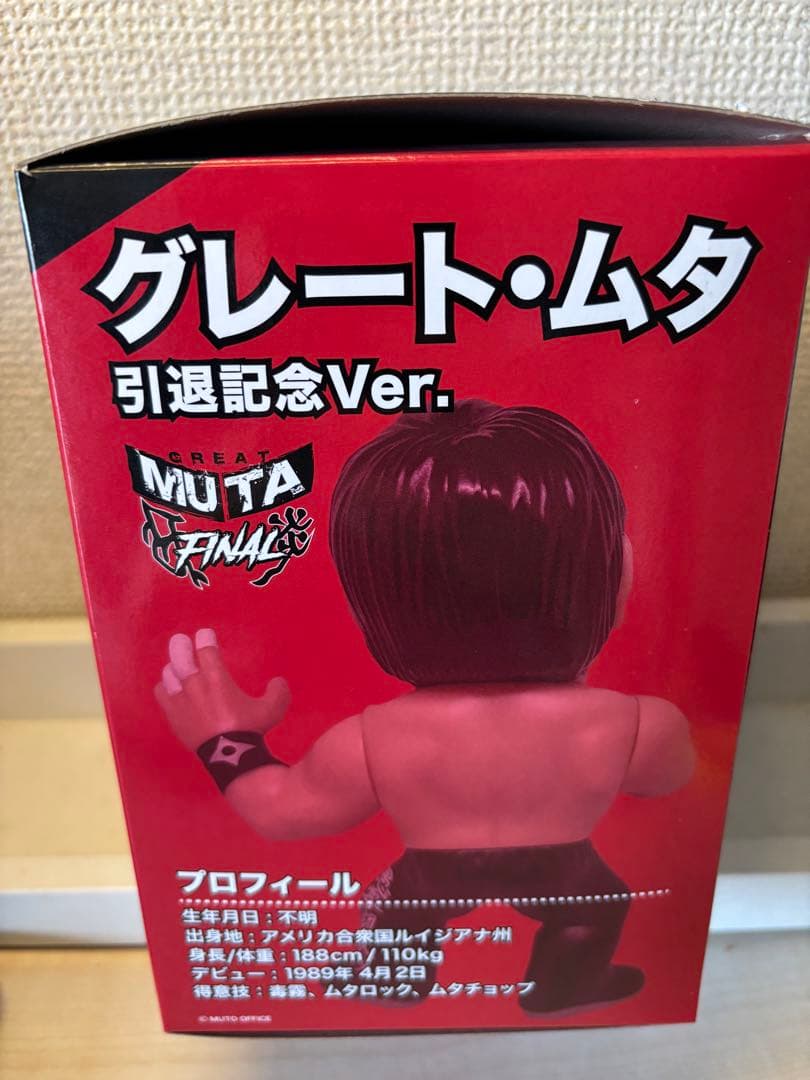 グレート・ムタ
引退記念Ver.
GREAT
MUTA
FINAL
プロフィール
生年月日：不明
出身地：アメリカ合衆国ルイジアナ州
身長/体重：188cm/110kg
デビュー：1989年 4月2日
得意技：毒霧、ムタロック、ムタチョップ
© MUTO OFFICE